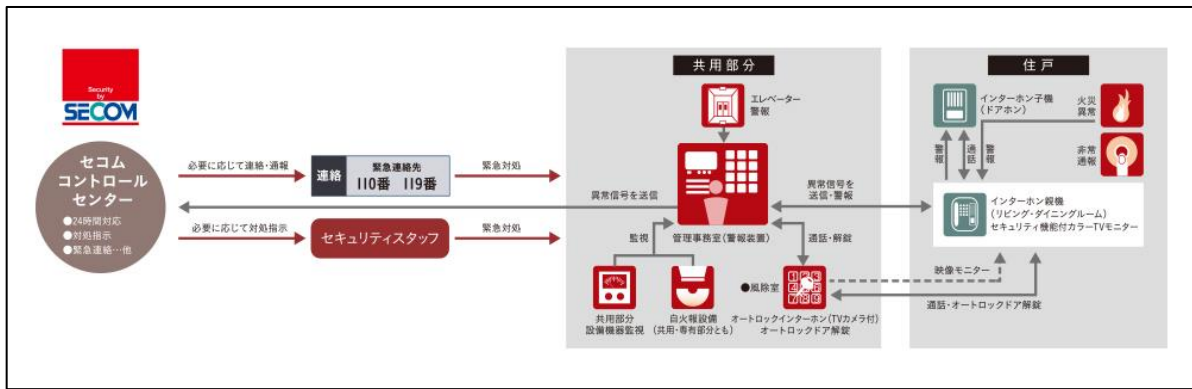 Security
by
SECOM
セコム
コントロール
センター
●24時間対応
●対処指示
●緊急連絡…他
必要に応じて連絡・通報
連絡
緊急連絡先
110番 119番
緊急対処
異常信号を送信
必要に応じて対処指示
セキュリティスタッフ
緊急対処
共用部分
エレベーター
警報
管理事務室(警報装置)
監視
通話・解錠
共用部分
設備機器監視
自火報設備
(共用・専有部分とも)
●風除室
1 2 3
4 5 6
7 8 9
オートロックインターホン(TVカメラ付)
オートロックドア解錠
異常信号を
送信・警報
住戸
インターホン子機
(ドアホン)
火災
異常
非常
通報
警報
通話
警報
インターホン親機
(リビング・ダイニングルーム)
セキュリティ機能付カラーTVモニター
映像モニター
通話・オートロックドア解錠